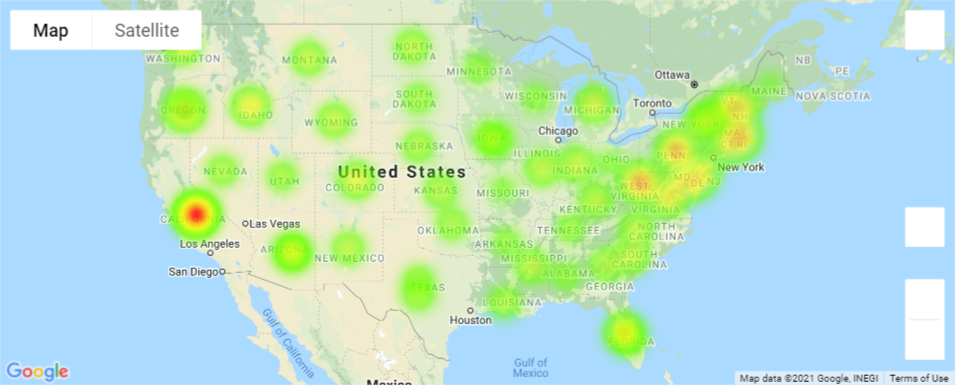 Map
Satellite
WASHINGTON
MONTANA
NORTH
DAKOTA
MINNESOTA
Ottawa
NB
PE
MAINE
NOVA SCOTIA
OREGON
IDAHO
WYOMING
SOUTH
DAKOTA
WISCONSIN
MICHIGAN
Toronto
VT
NH
NEW YORK
MA
CT RI
NEBRASKA
IOWA
Chicago
ILLINOIS
INDIANA
OHIO
PENN
New York
NEVADA
UTAH
United States
COLORADO
KANSAS
MISSOURI
WEST
VIRGINIA
MD
DE
NJ
KENTUCKY
VIRGINIA
CALIFORNIA
Las Vegas
OKLAHOMA
TENNESSEE
NORTH
CAROLINA
Los Angeles
ARIZONA
NEW MEXICO
ARKANSAS
MISSISSIPPI
SOUTH
CAROLINA
San Diego
ALABAMA
GEORGIA
TEXAS
LOUISIANA
Houston
Gulf of
California
FLORIDA
Gulf of
Mexico
Mexico
Google
Map data ©2021 Google, INEGI
Terms of Use